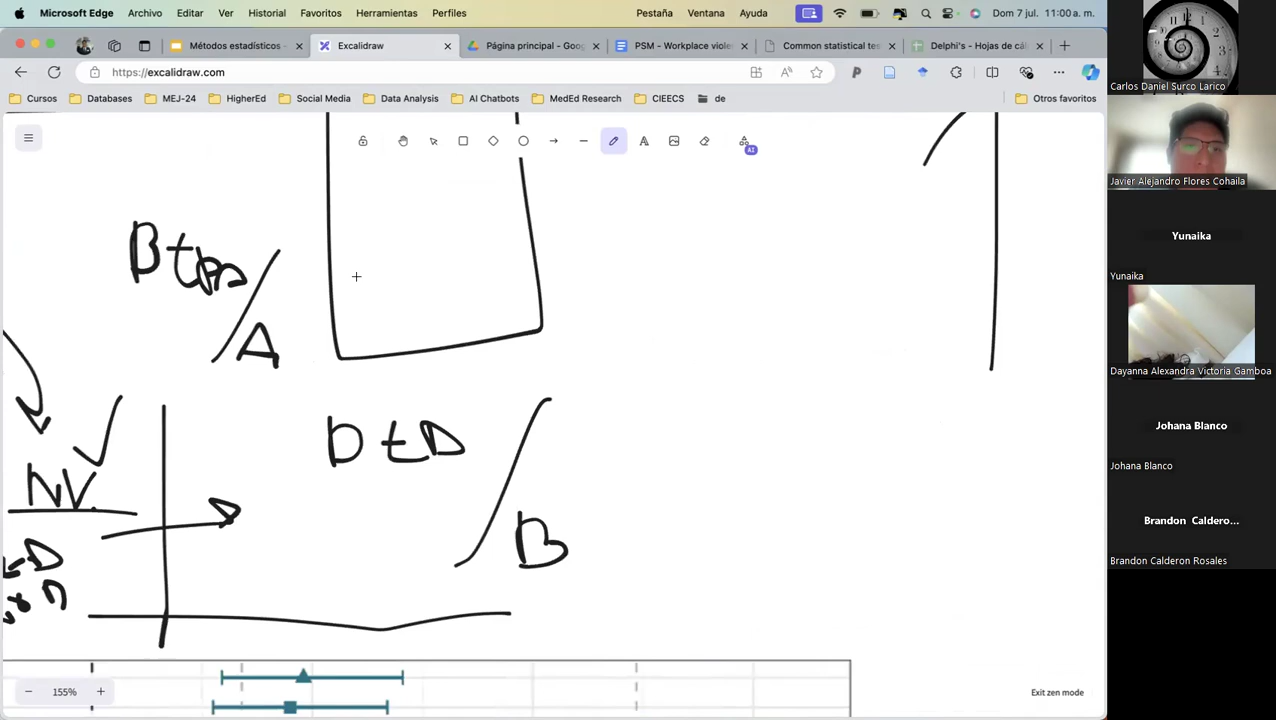 Microsoft Edge Archivo Editar Ver Historial Favoritos Herramientas Perfiles Pestaña Ventana Ayuda Dom 7 jul. 11:00 a. m.
Métodos estadísticos - Excalidraw Página principal - Goog PSM - Workplace viole Common statistical te Delphi's - Hojas de cál
https://excalidraw.com
Cursos Databases MEJ-24 HigherEd Social Media Data Analysis AI Chatbots MedEd Research CIEECS de Otros favoritos
AI
A
NV
D t D
B
155%
Exit zen mode
Carlos Daniel Surco Larico
Javier Alejandro Flores Cohaila
Yunaika
Yunaika
Dayanna Alexandra Victoria Gamboa
Johana Blanco
Johana Blanco
Brandon Caldero...
Brandon Calderon Rosales